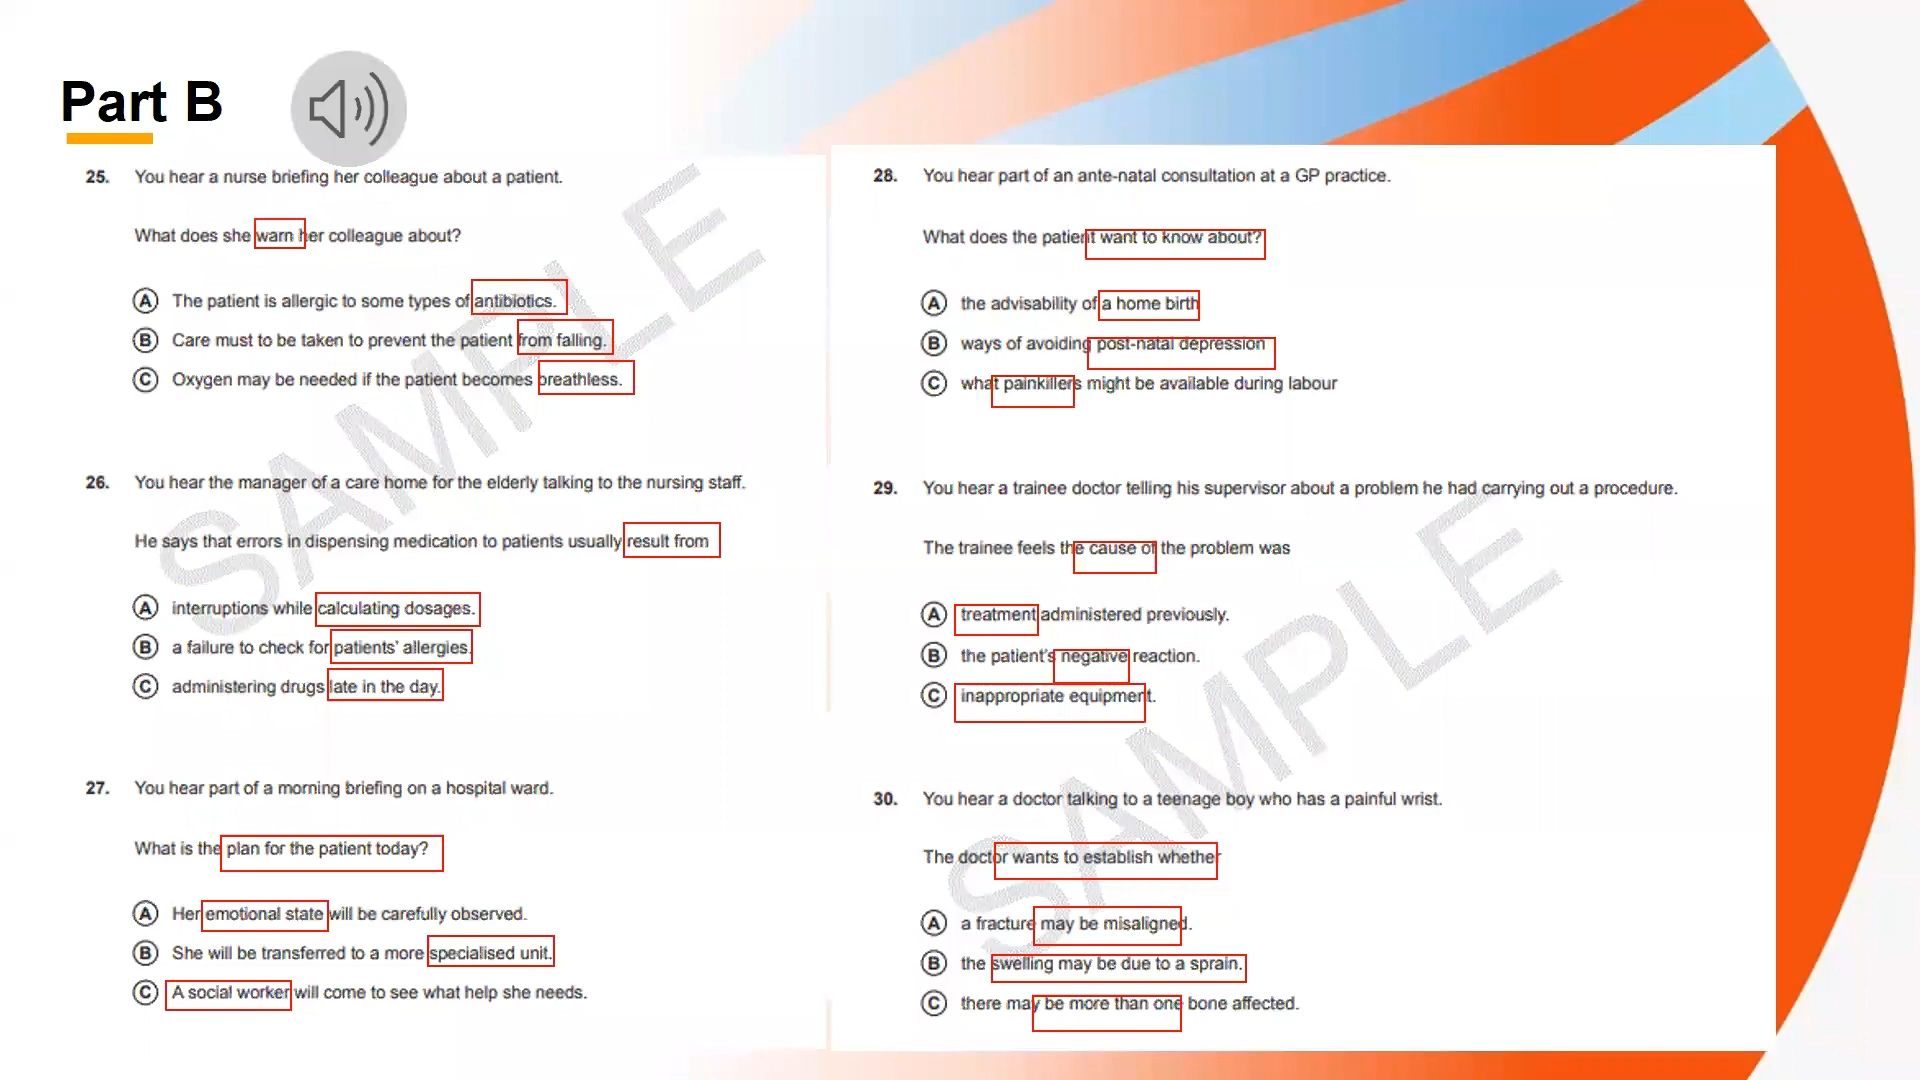 Part B
25. You hear a nurse briefing her colleague about a patient.
What does she warn her colleague about?
A The patient is allergic to some types of antibiotics.
B Care must to be taken to prevent the patient from falling.
C Oxygen may be needed if the patient becomes breathless.
26. You hear the manager of a care home for the elderly talking to the nursing staff.
He says that errors in dispensing medication to patients usually result from
A interruptions while calculating dosages.
B a failure to check for patients' allergies.
C administering drugs late in the day.
27. You hear part of a morning briefing on a hospital ward.
What is the plan for the patient today?
A Her emotional state will be carefully observed.
B She will be transferred to a more specialised unit.
C A social worker will come to see what help she needs.
SAMPLE
28. You hear part of an ante-natal consultation at a GP practice.
What does the patient want to know about?
A the advisability of a home birth
B ways of avoiding post-natal depression
C what painkillers might be available during labour
29. You hear a trainee doctor telling his supervisor about a problem he had carrying out a procedure.
The trainee feels the cause of the problem was
A treatment administered previously.
B the patient's negative reaction.
C inappropriate equipment.
30. You hear a doctor talking to a teenage boy who has a painful wrist.
The doctor wants to establish whether
A a fracture may be misaligned.
B the swelling may be due to a sprain.
C there may be more than one bone affected.
SAMPLE